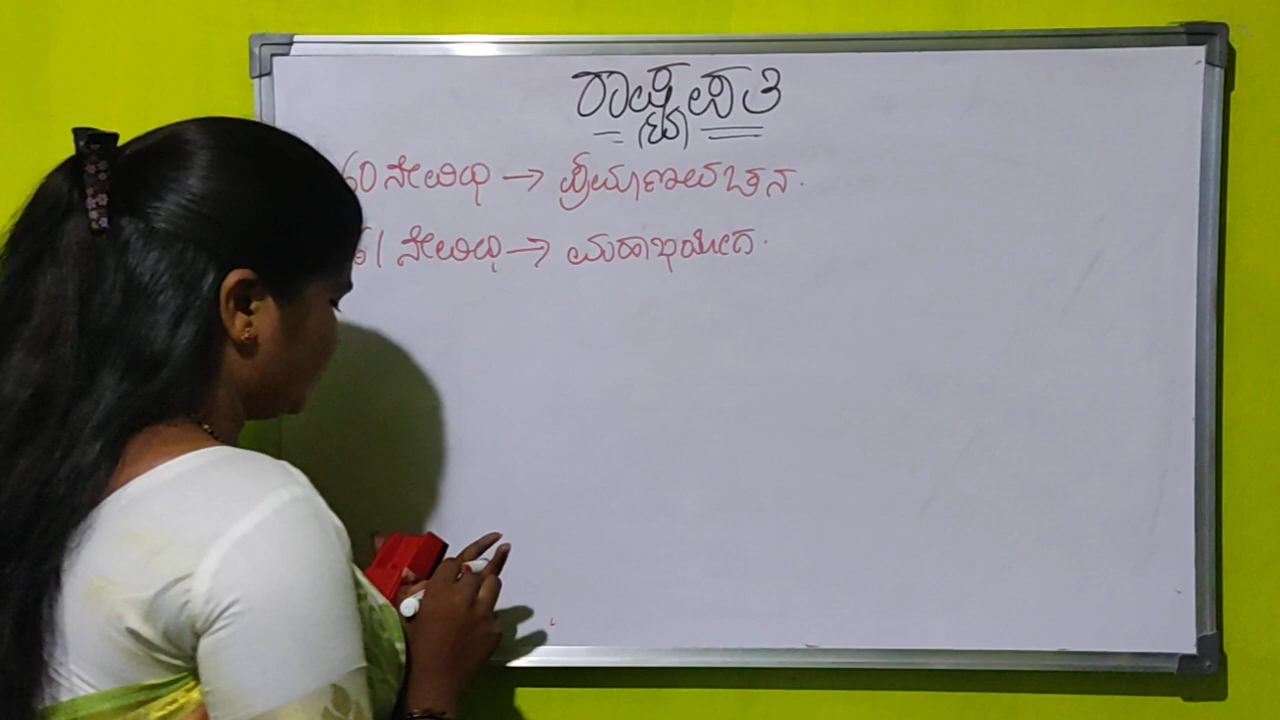 ರಾಷ್ಟ್ರಪತಿ
60 ನೇ ವಿಧಿ → ಪ್ರಮಾಣವಚನ.
61 ನೇ ವಿಧಿ → ಮಹಾಭಿಯೋಗ.